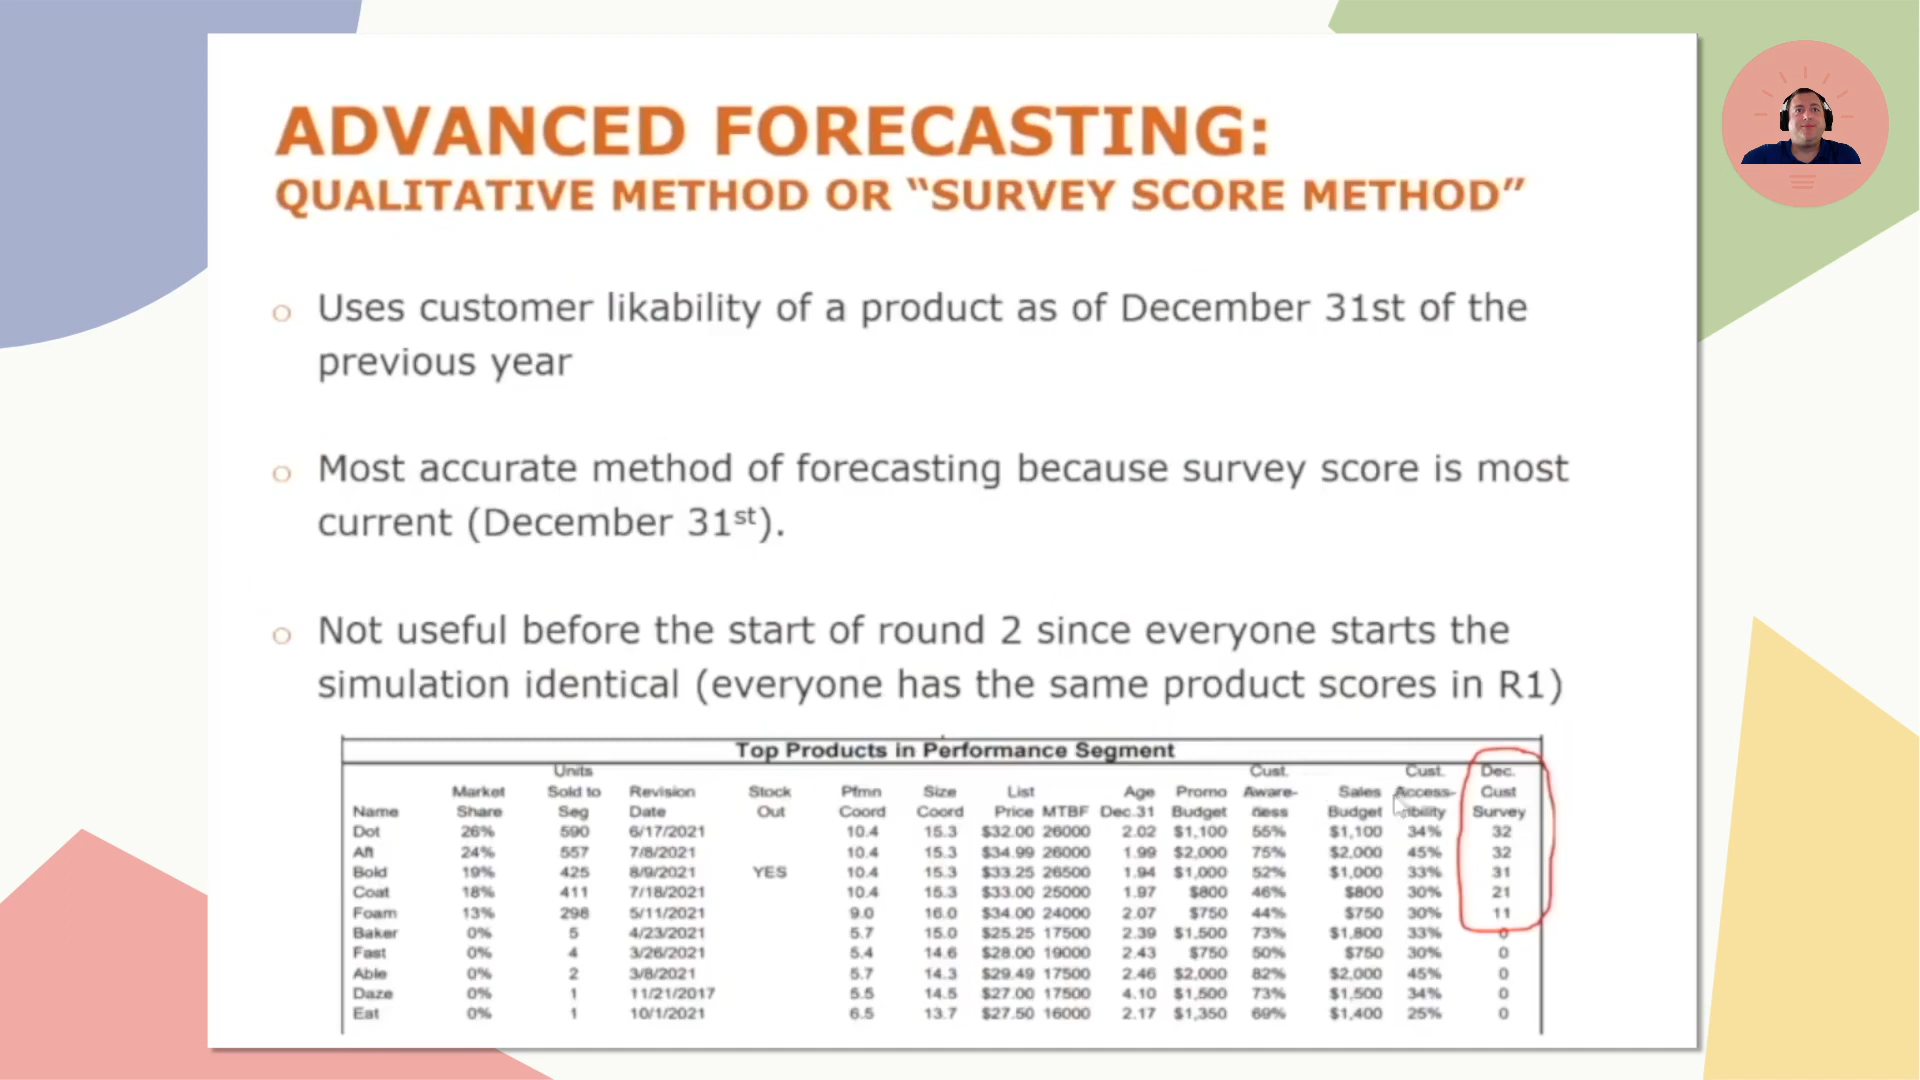 ADVANCED FORECASTING:
QUALITATIVE METHOD OR “SURVEY SCORE METHOD”
o Uses customer likability of a product as of December 31st of the
previous year
o Most accurate method of forecasting because survey score is most
current (December 31st).
o Not useful before the start of round 2 since everyone starts the
simulation identical (everyone has the same product scores in R1)
Top Products in Performance Segment
Units Cust. Cust. Dec.
Market Sold to Revision Stock Pfmn Size List Age Promo Aware- Sales Access- Cust
Name Share Seg Date Out Coord Coord Price MTBF Dec.31 Budget ness Budget ibility Survey
Dot 26% 590 6/17/2021 10.4 15.3 $32.00 26000 2.02 $1,100 55% $1,100 34% 32
Aft 24% 557 7/8/2021 10.4 15.3 $34.99 26000 1.99 $2,000 75% $2,000 45% 32
Bold 19% 425 8/9/2021 YES 10.4 15.3 $33.25 26500 1.94 $1,000 52% $1,000 33% 31
Coat 18% 411 7/18/2021 10.4 15.3 $33.00 25000 1.97 $800 46% $800 30% 21
Foam 13% 298 5/11/2021 9.0 16.0 $34.00 24000 2.07 $750 44% $750 30% 11
Baker 0% 5 4/23/2021 5.7 15.0 $25.25 17500 2.39 $1,500 73% $1,800 33% 0
Fast 0% 4 3/26/2021 5.4 14.6 $28.00 19000 2.43 $750 50% $750 30% 0
Able 0% 2 3/8/2021 5.7 14.3 $29.49 17500 2.46 $2,000 82% $2,000 45% 0
Daze 0% 1 11/21/2017 5.5 14.5 $27.00 17500 4.10 $1,500 73% $1,500 34% 0
Eat 0% 1 10/1/2021 6.5 13.7 $27.50 16000 2.17 $1,350 69% $1,400 25% 0